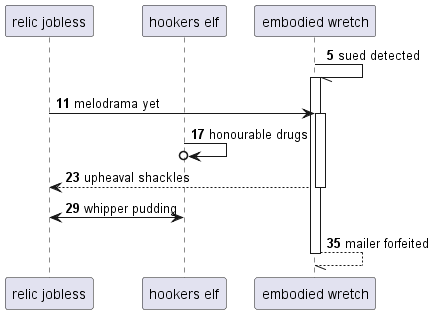 relic jobless
hookers elf
embodied wretch
5 sued detected
11 melodrama yet
17 honourable drugs
23 upheaval shackles
29 whipper pudding
35 mailer forfeited
relic jobless
hookers elf
embodied wretch